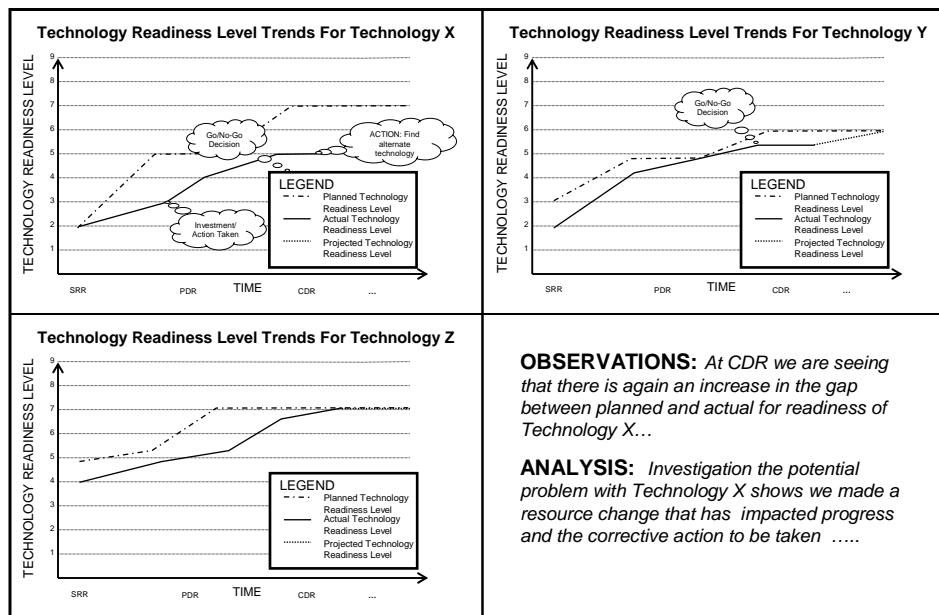 Technology Readiness Level Trends For Technology X
TECHNOLOGY READINESS LEVEL
9
8
7
6
5
4
3
2
1
Go/No-Go
Decision
ACTION: Find
alternate
technology
Investment/
Action Taken
LEGEND
Planned Technology
Readiness Level
Actual Technology
Readiness Level
Projected Technology
Readiness Level
SRR
PDR
TIME
CDR
...
Technology Readiness Level Trends For Technology Y
TECHNOLOGY READINESS LEVEL
9
8
7
6
5
4
3
2
1
Go/No-Go
Decision
LEGEND
Planned Technology
Readiness Level
Actual Technology
Readiness Level
Projected Technology
Readiness Level
SRR
PDR
TIME
CDR
...
Technology Readiness Level Trends For Technology Z
TECHNOLOGY READINESS LEVEL
9
8
7
6
5
4
3
2
1
LEGEND
Planned Technology
Readiness Level
Actual Technology
Readiness Level
Projected Technology
Readiness Level
SRR
PDR
TIME
CDR
...
OBSERVATIONS: At CDR we are seeing
that there is again an increase in the gap
between planned and actual for readiness of
Technology X…
ANALYSIS: Investigation the potential
problem with Technology X shows we made a
resource change that has impacted progress
and the corrective action to be taken …..